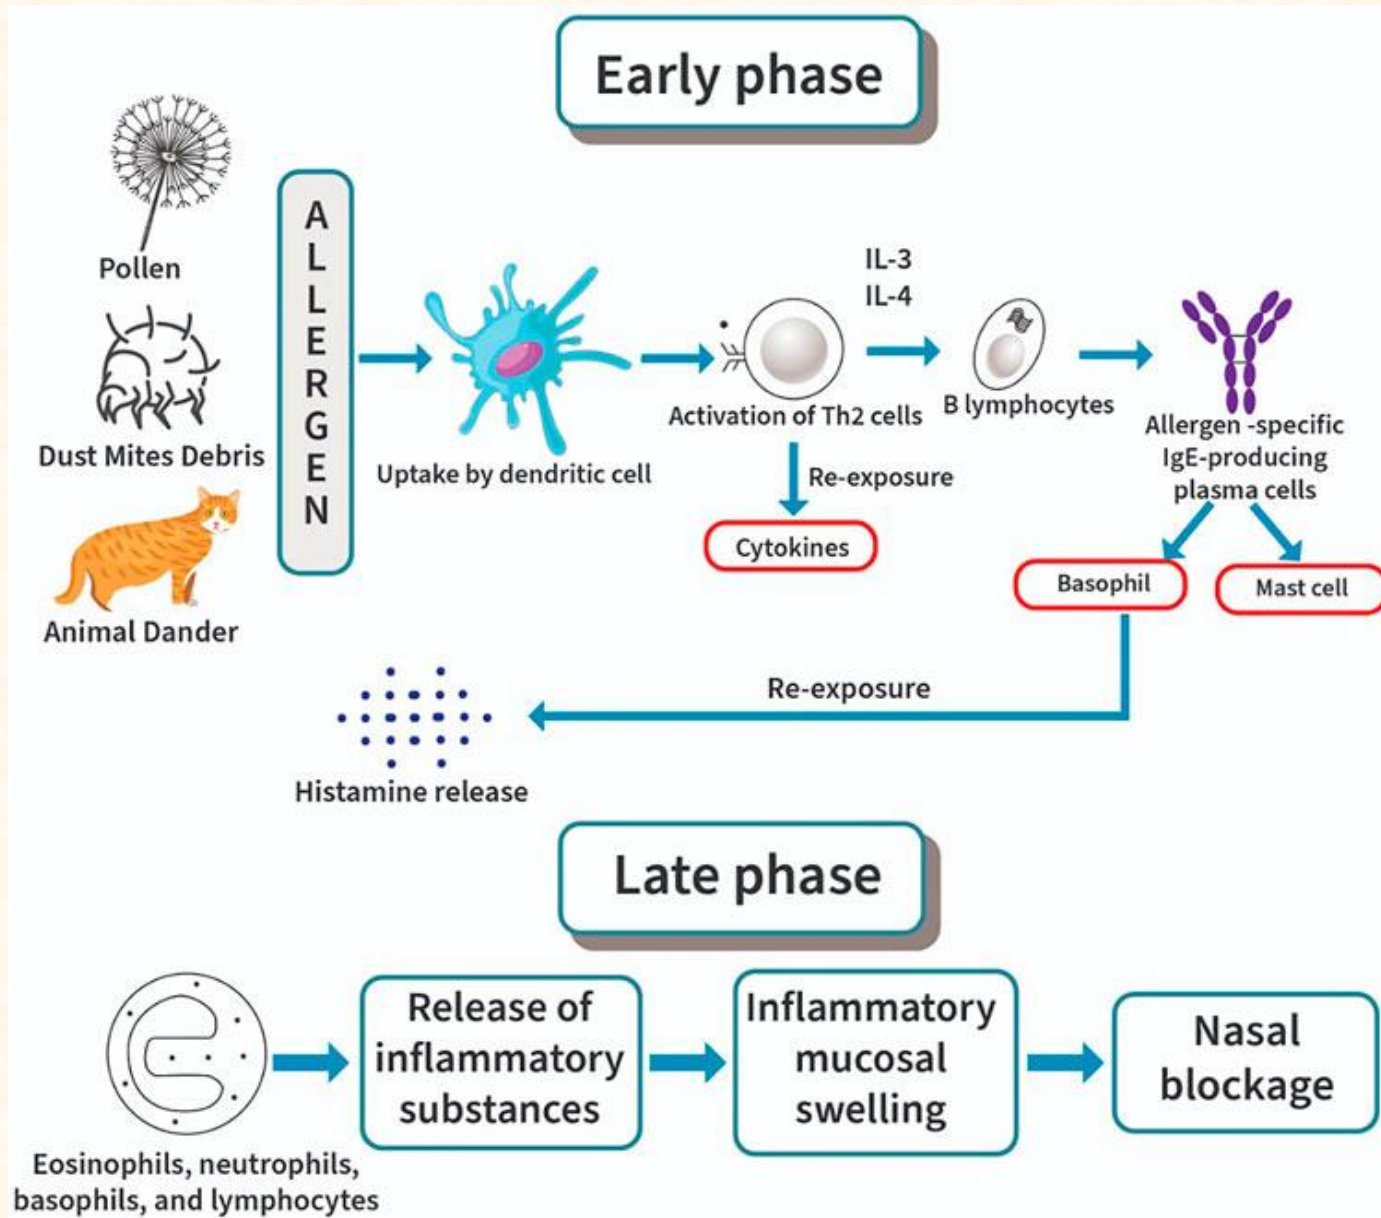 Early phase
Pollen
Dust Mites Debris
Animal Dander
A
L
L
E
R
G
E
N
Uptake by dendritic cell
Activation of Th2 cells
IL-3
IL-4
B lymphocytes
Allergen -specific
IgE-producing
plasma cells
Re-exposure
Cytokines
Basophil
Mast cell
Re-exposure
Histamine release
Late phase
Eosinophils, neutrophils,
basophils, and lymphocytes
Release of
inflammatory
substances
Inflammatory
mucosal
swelling
Nasal
blockage